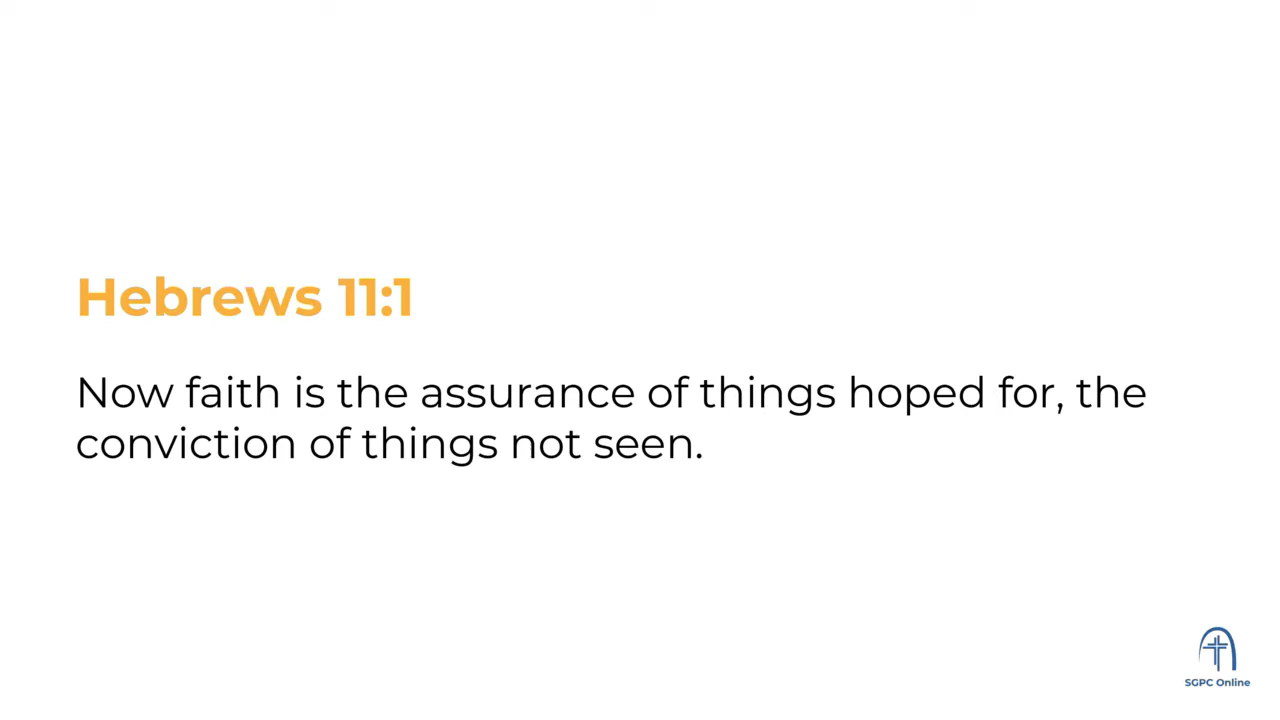 Hebrews 11:1
Now faith is the assurance of things hoped for, the
conviction of things not seen.
SGPC Online